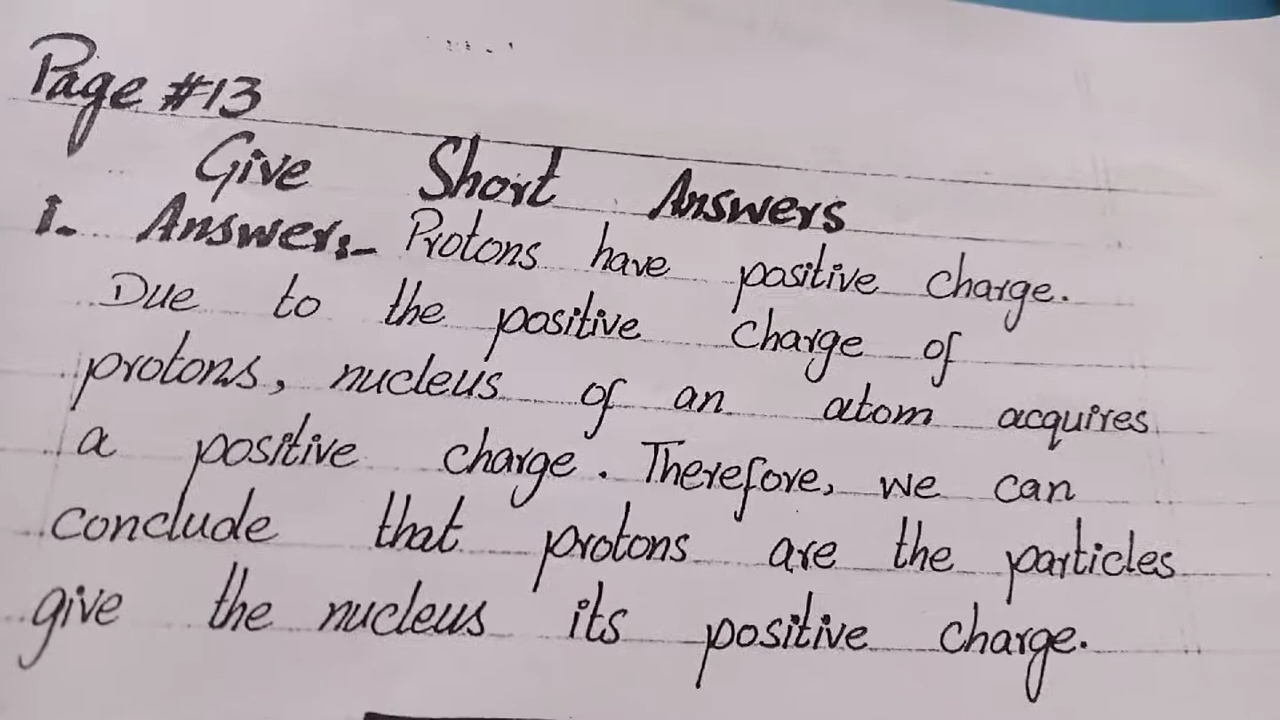 Page #13
Give Short Answers
1. Answer:- Protons have positive charge.
Due to the positive charge of
protons, nucleus of an atom acquires
a positive charge. Therefore, we can
conclude that protons are the particles
give the nucleus its positive charge.